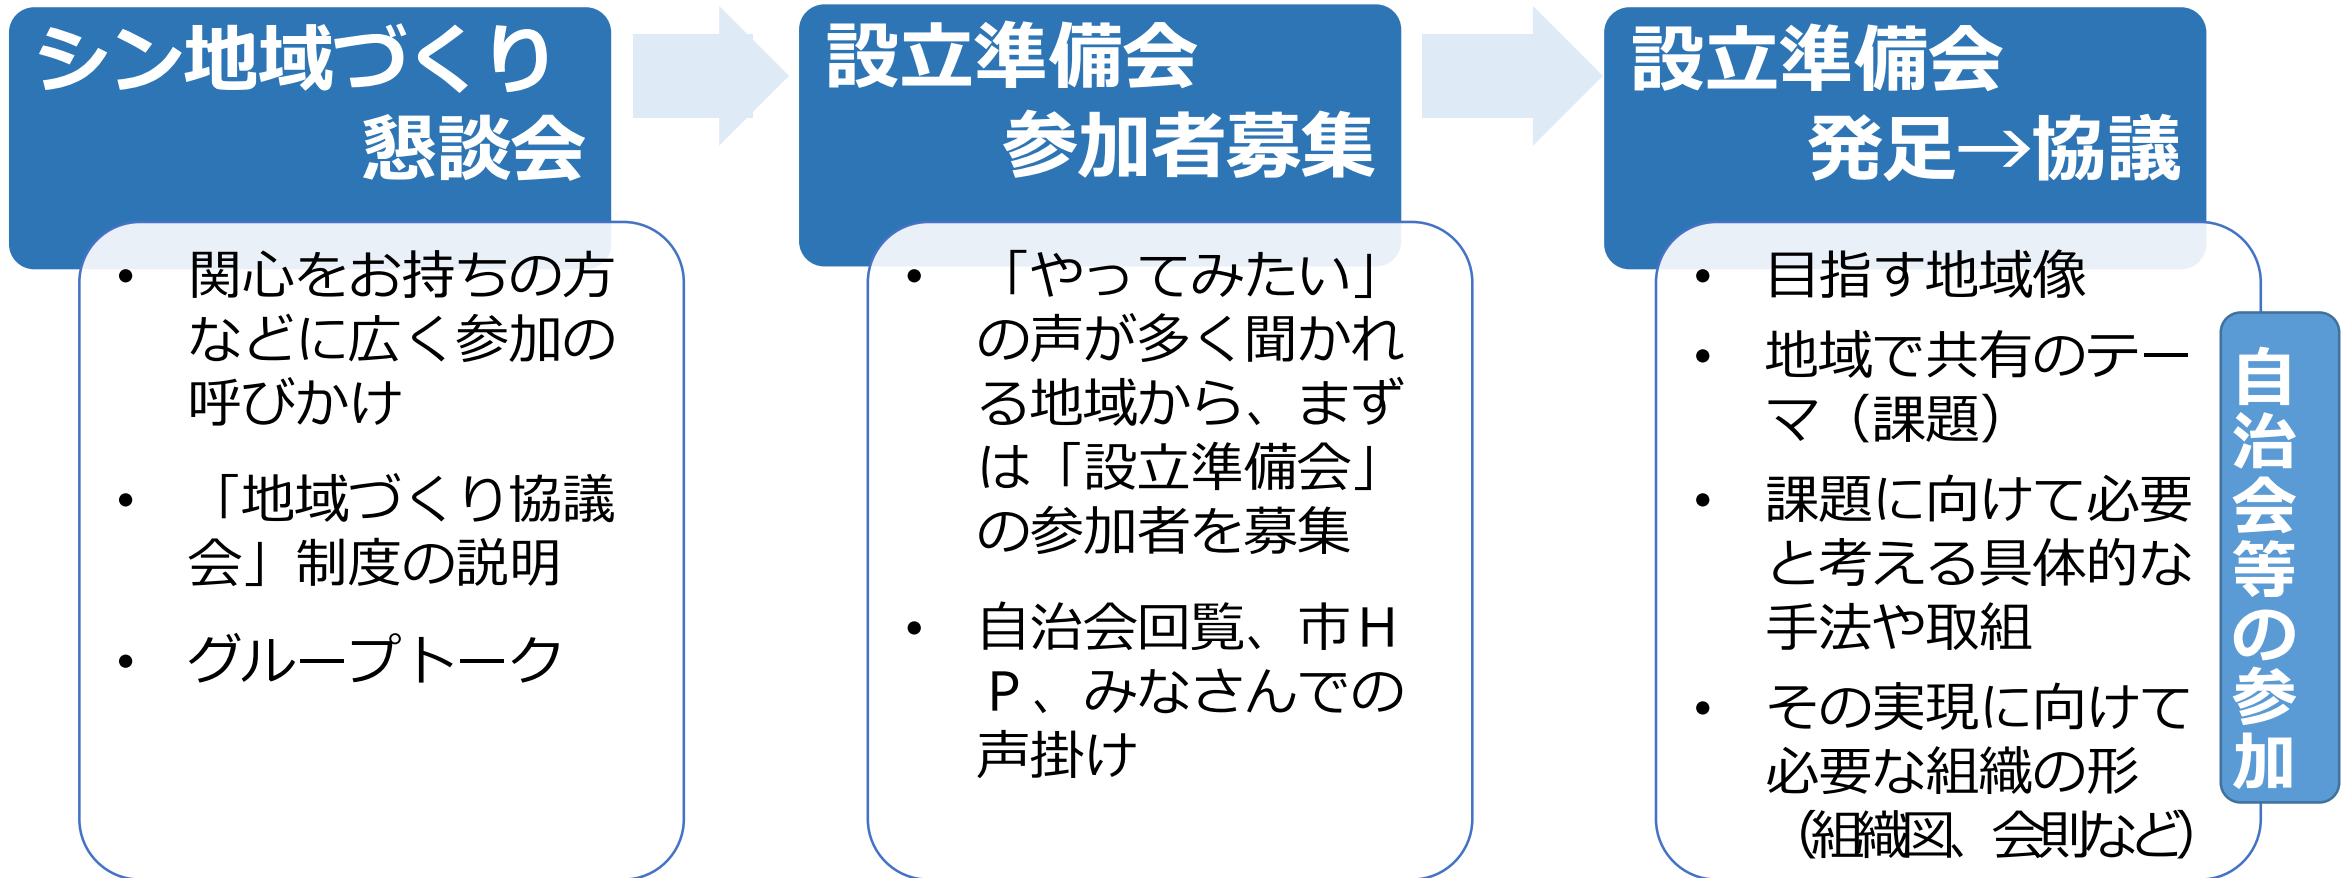 シン地域づくり
懇談会
• 関心をお持ちの方
などに広く参加の
呼びかけ
• 「地域づくり協議
会」制度の説明
• グループトーク
設立準備会
参加者募集
• 「やってみたい」
の声が多く聞かれ
る地域から、まず
は「設立準備会」
の参加者を募集
• 自治会回覧、市Ｈ
Ｐ、みなさんでの
声掛け
設立準備会
発足→協議
• 目指す地域像
• 地域で共有のテー
マ（課題）
• 課題に向けて必要
と考える具体的な
手法や取組
• その実現に向けて
必要な組織の形
（組織図、会則など）
自治会等の参加